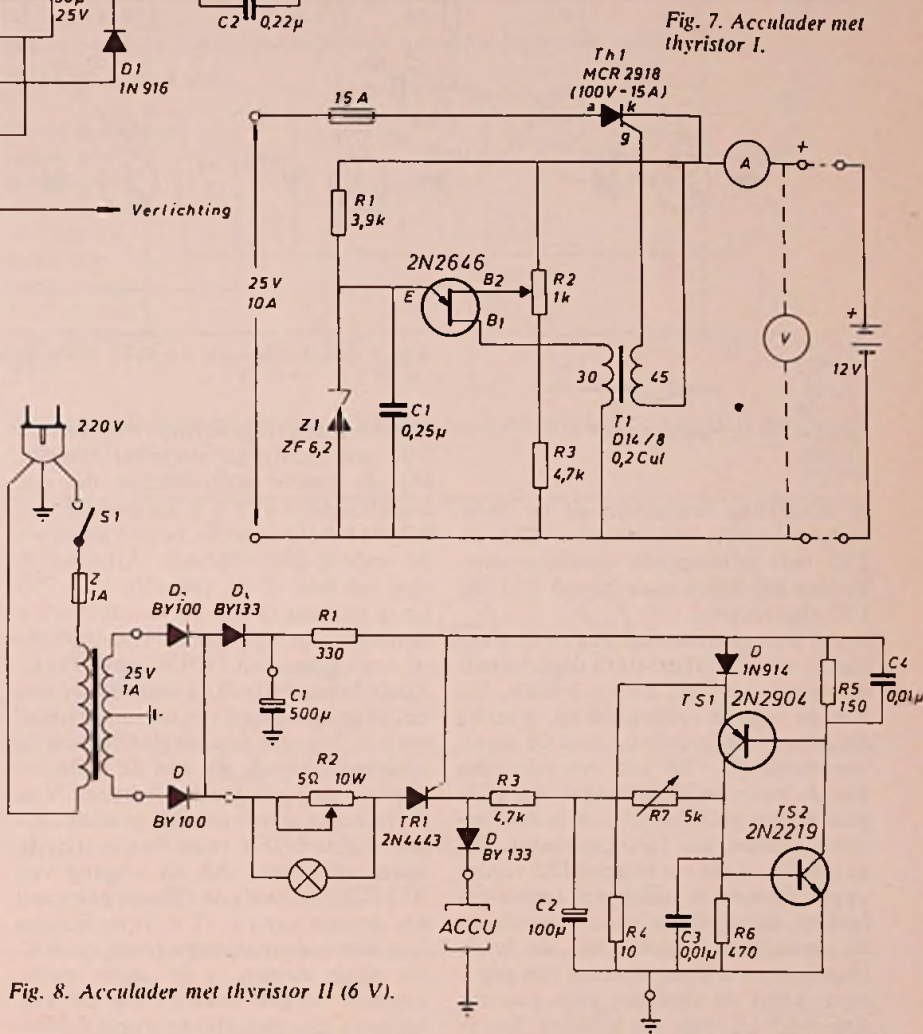 25V
C2 0,22µ
D1
1N 916
Verlichting
Fig. 7. Acculader met
thyristor I.
Th1
MCR 2918
(100V-15A)
a k
g
15 A
A
+
R1
3,9k
2N2646
E
B2
B1
R2
1k
25V
10A
30
45
V
+
12V
Z1
ZF 6,2
C1
0,25µ
R3
4,7k
T1
D14/8
0,2 CuL
220V
S1
Z
1A
D₃
BY100
D₄
BY133
R1
330
25V
1A
C1
500µ
D
1N914
C4
0,01µ
R5
150
TS1
2N2904
R2
5Ω 10W
D
BY100
TR1
2N4443
R3
4,7k
R7 5k
TS2
2N2219
D
BY 133
ACCU
C2
100µ
R4
10
C3
0,01µ
R6
470
Fig. 8. Acculader met thyristor II (6 V).